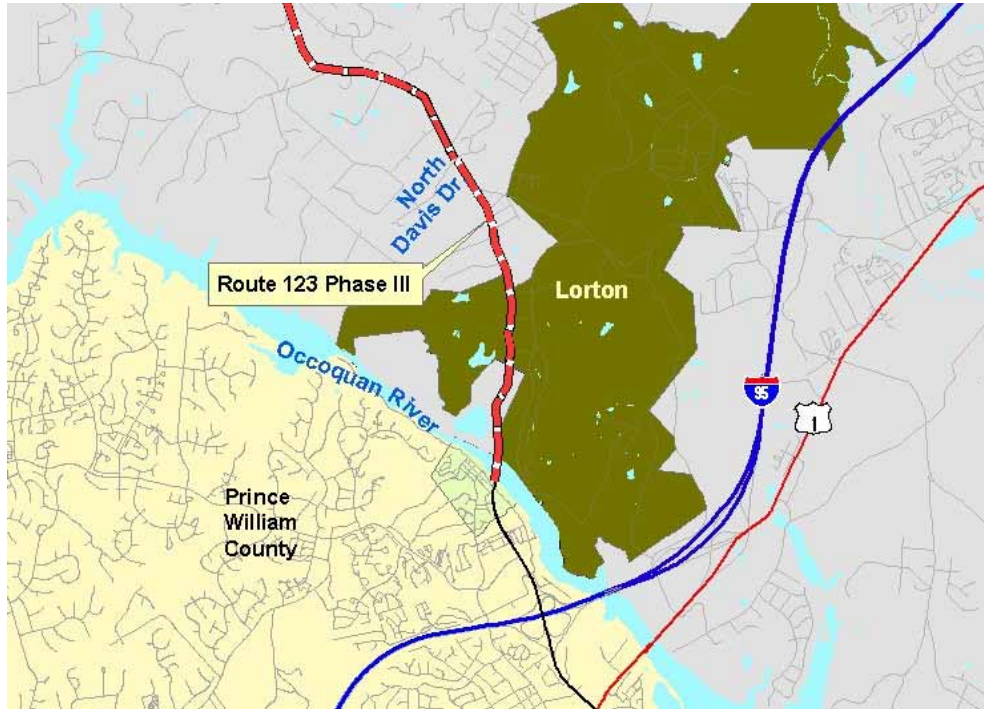 North
Davis Dr
Route 123 Phase III
Lorton
Occoquan River
95
1
Prince
William
County